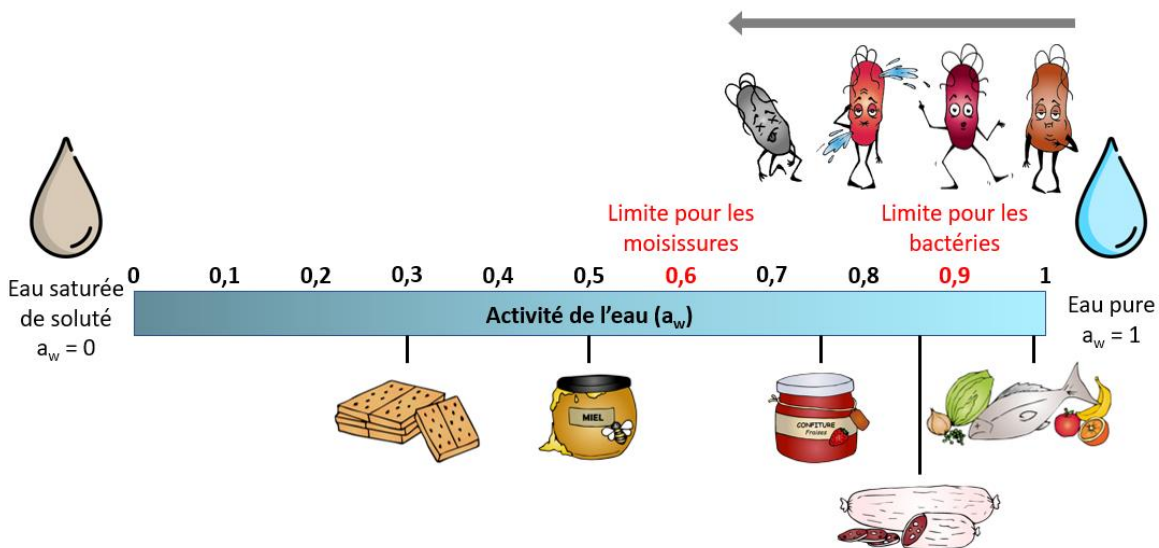 Limite pour les
moisissures
Limite pour les
bactéries
0 0,1 0,2 0,3 0,4 0,5 0,6 0,7 0,8 0,9 1
Eau saturée
de soluté
a_w = 0
Activité de l'eau (a_w)
Eau pure
a_w = 1
MIEL
CONFITURE
Fraises